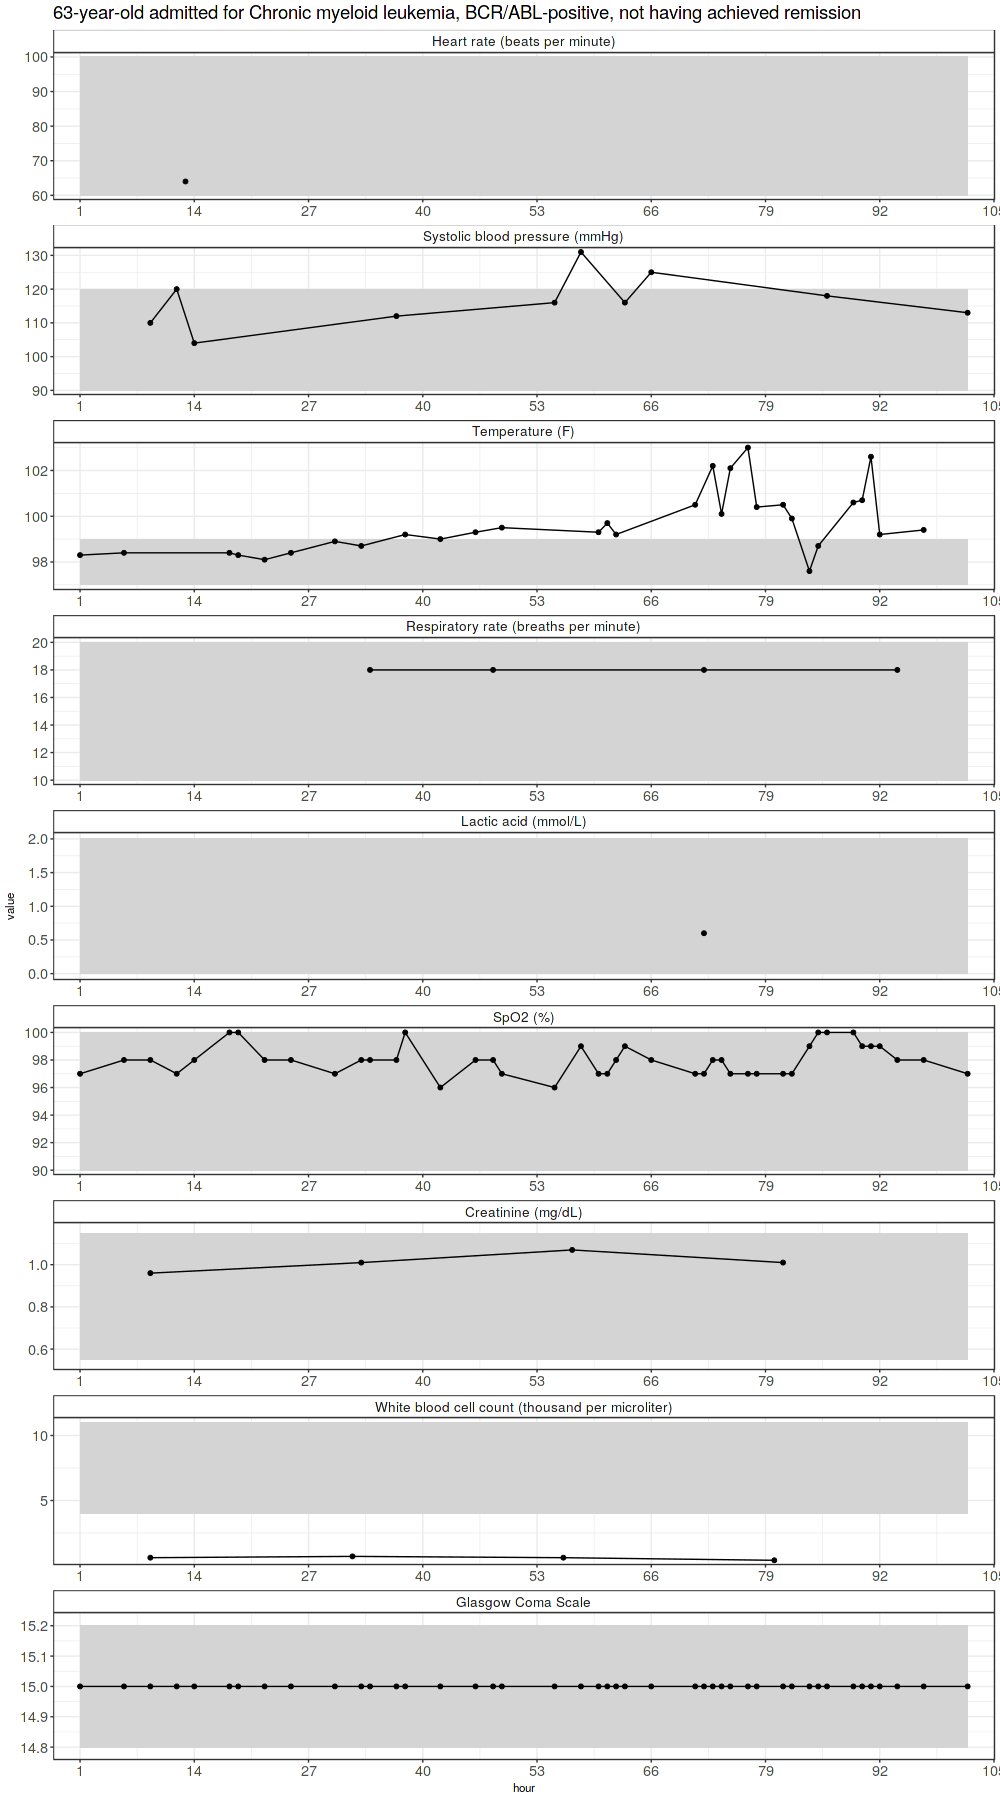 63-year-old admitted for Chronic myeloid leukemia, BCR/ABL-positive, not having achieved remission
Heart rate (beats per minute)
100
90
80
70
60
1 14 27 40 53 66 79 92 105
Systolic blood pressure (mmHg)
130
120
110
100
90
1 14 27 40 53 66 79 92 105
Temperature (F)
102
100
98
1 14 27 40 53 66 79 92 105
Respiratory rate (breaths per minute)
20
18
16
14
12
10
1 14 27 40 53 66 79 92 105
Lactic acid (mmol/L)
2.0
1.5
1.0
0.5
0.0
1 14 27 40 53 66 79 92 105
value
SpO2 (%)
100
98
96
94
92
90
1 14 27 40 53 66 79 92 105
Creatinine (mg/dL)
1.0
0.8
0.6
1 14 27 40 53 66 79 92 105
White blood cell count (thousand per microliter)
10
5
1 14 27 40 53 66 79 92 105
Glasgow Coma Scale
15.2
15.1
15.0
14.9
14.8
1 14 27 40 53 66 79 92 105
hour